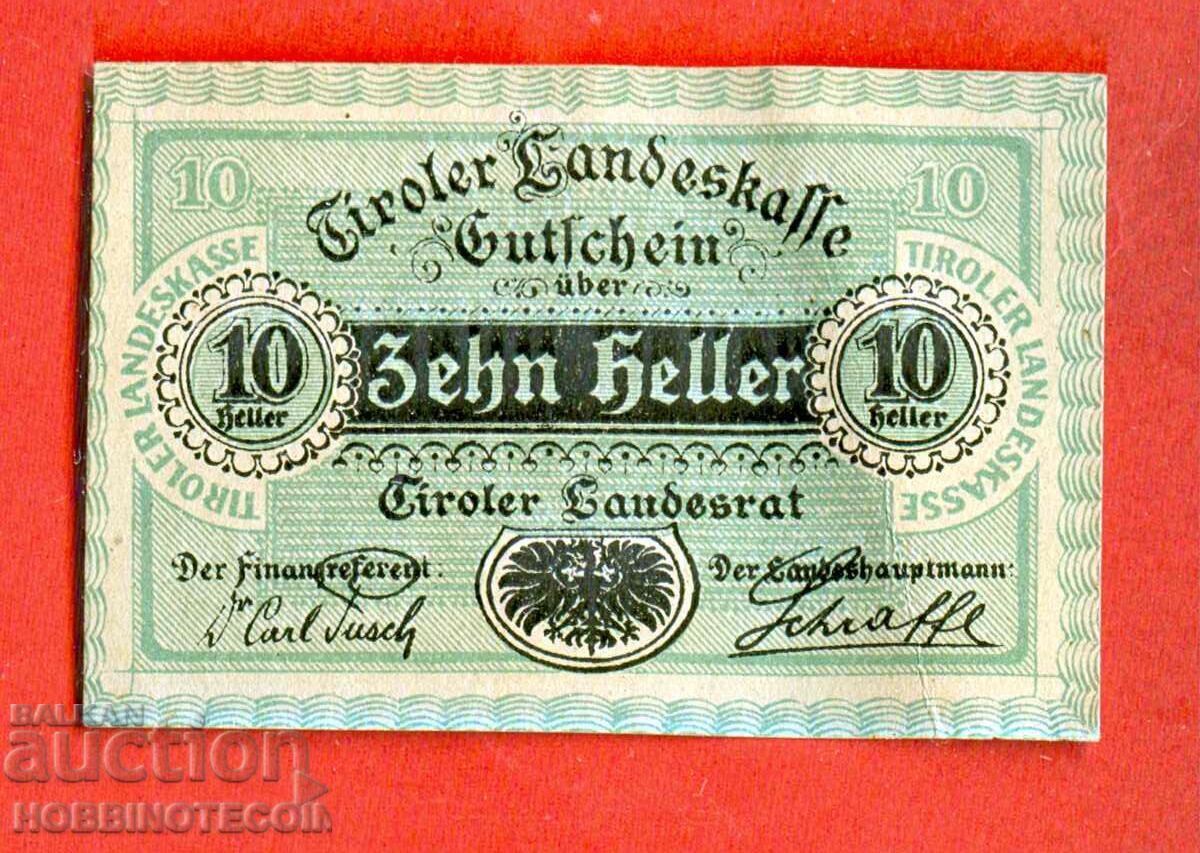 10 10
Tiroler Landeskasse
Gutschein
über
TIROLER LANDESKASSE
10
Heller
Zehn Heller
10
Heller
TIROLER LANDESKASSE
Tiroler Landesrat
Der Finanzreferent:
Der Landeshauptmann:
Dr Carl Pusch
Schraffl
BALKAN
auction
HOBBINOTECOIN